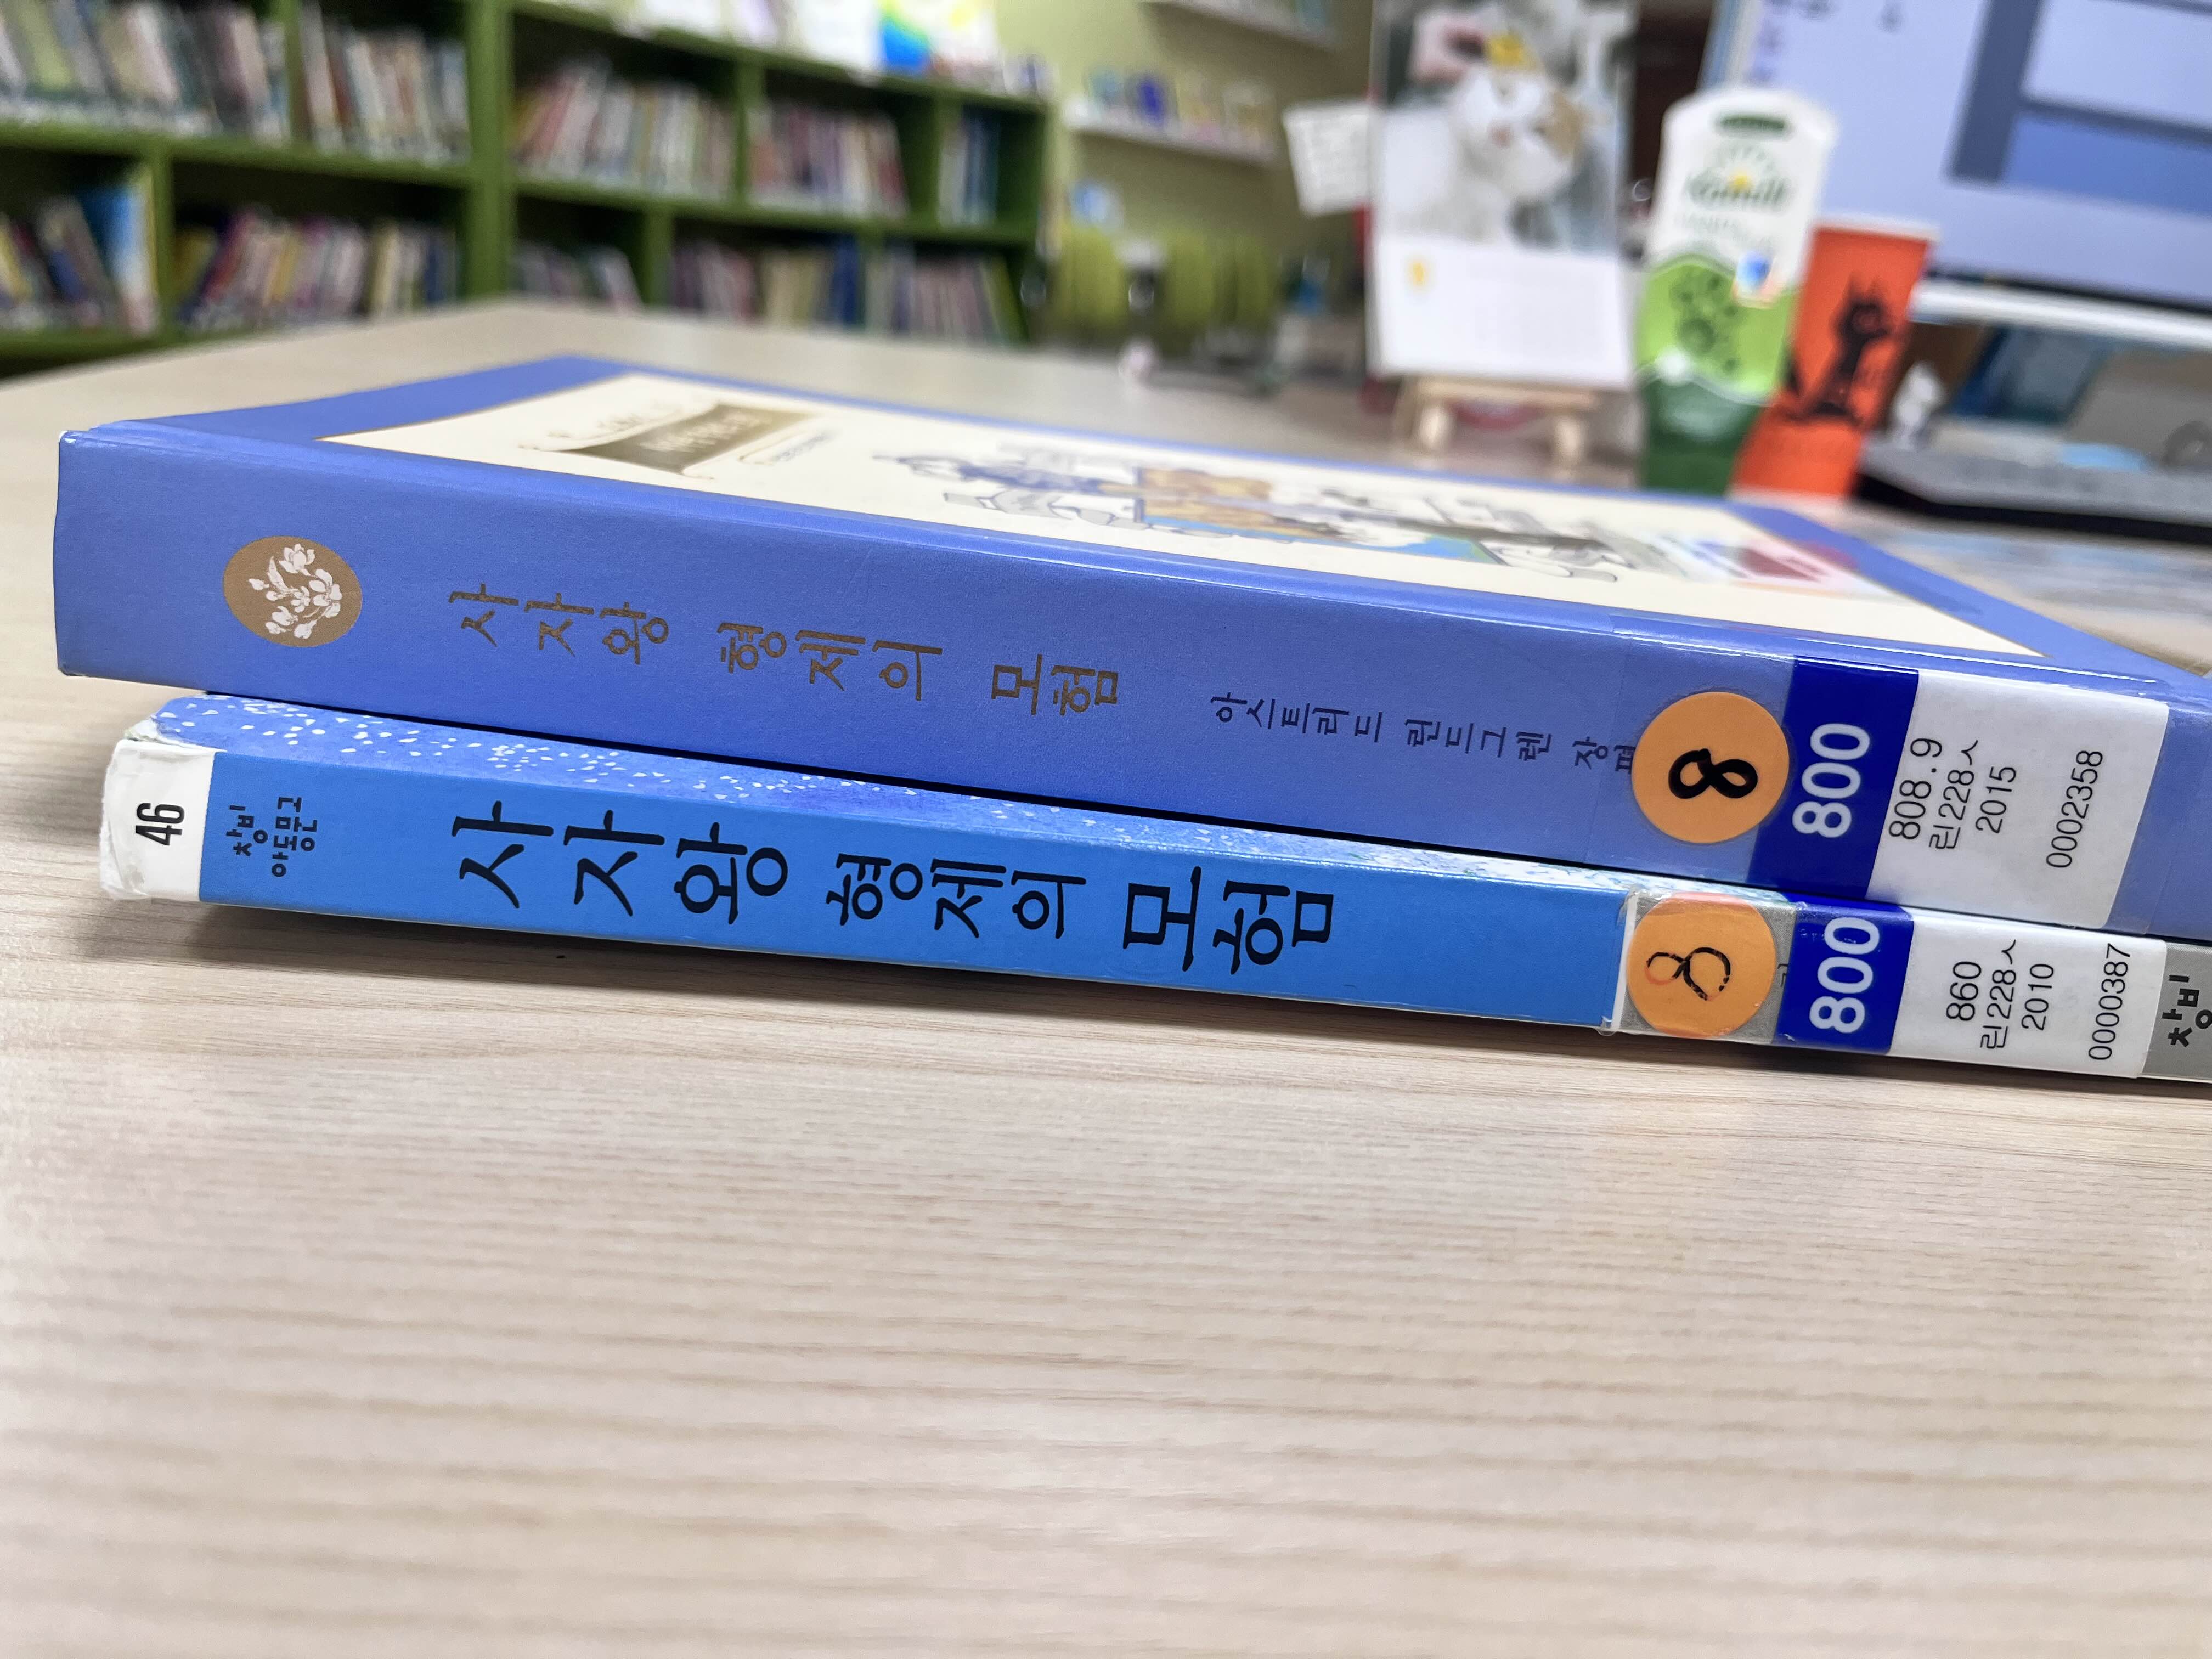 사자왕 형제의 모험
아스트리드 린드그렌 장편
8
800
808.9
린228ㅅ
2015
0002358
46
창비
아동문고
사자왕 형제의 모험
8
800
860
린228ㅅ
2010
0000387
창비